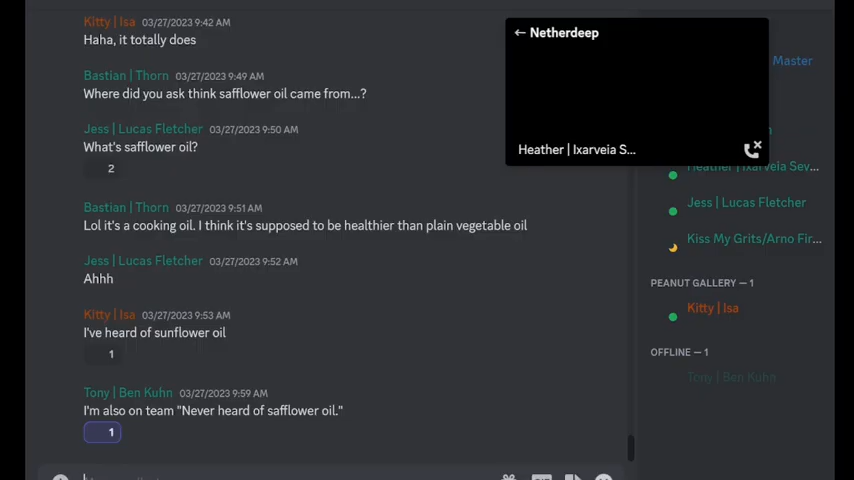 Kitty | Isa 03/27/2023 9:42 AM
Haha, it totally does
Bastian | Thorn 03/27/2023 9:49 AM
Where did you ask think safflower oil came from...?
Jess | Lucas Fletcher 03/27/2023 9:50 AM
What's safflower oil?
2
Bastian | Thorn 03/27/2023 9:51 AM
Lol it's a cooking oil. I think it's supposed to be healthier than plain vegetable oil
Jess | Lucas Fletcher 03/27/2023 9:52 AM
Ahhh
Kitty | Isa 03/27/2023 9:53 AM
I've heard of sunflower oil
1
Tony | Ben Kuhn 03/27/2023 9:59 AM
I'm also on team "Never heard of safflower oil."
1
← Netherdeep
Heather | Ixarveia S...
Master
Heather | Ixarveia Sev...
Jess | Lucas Fletcher
Kiss My Grits/Arno Fir...
PEANUT GALLERY — 1
Kitty | Isa
OFFLINE — 1
Tony | Ben Kuhn